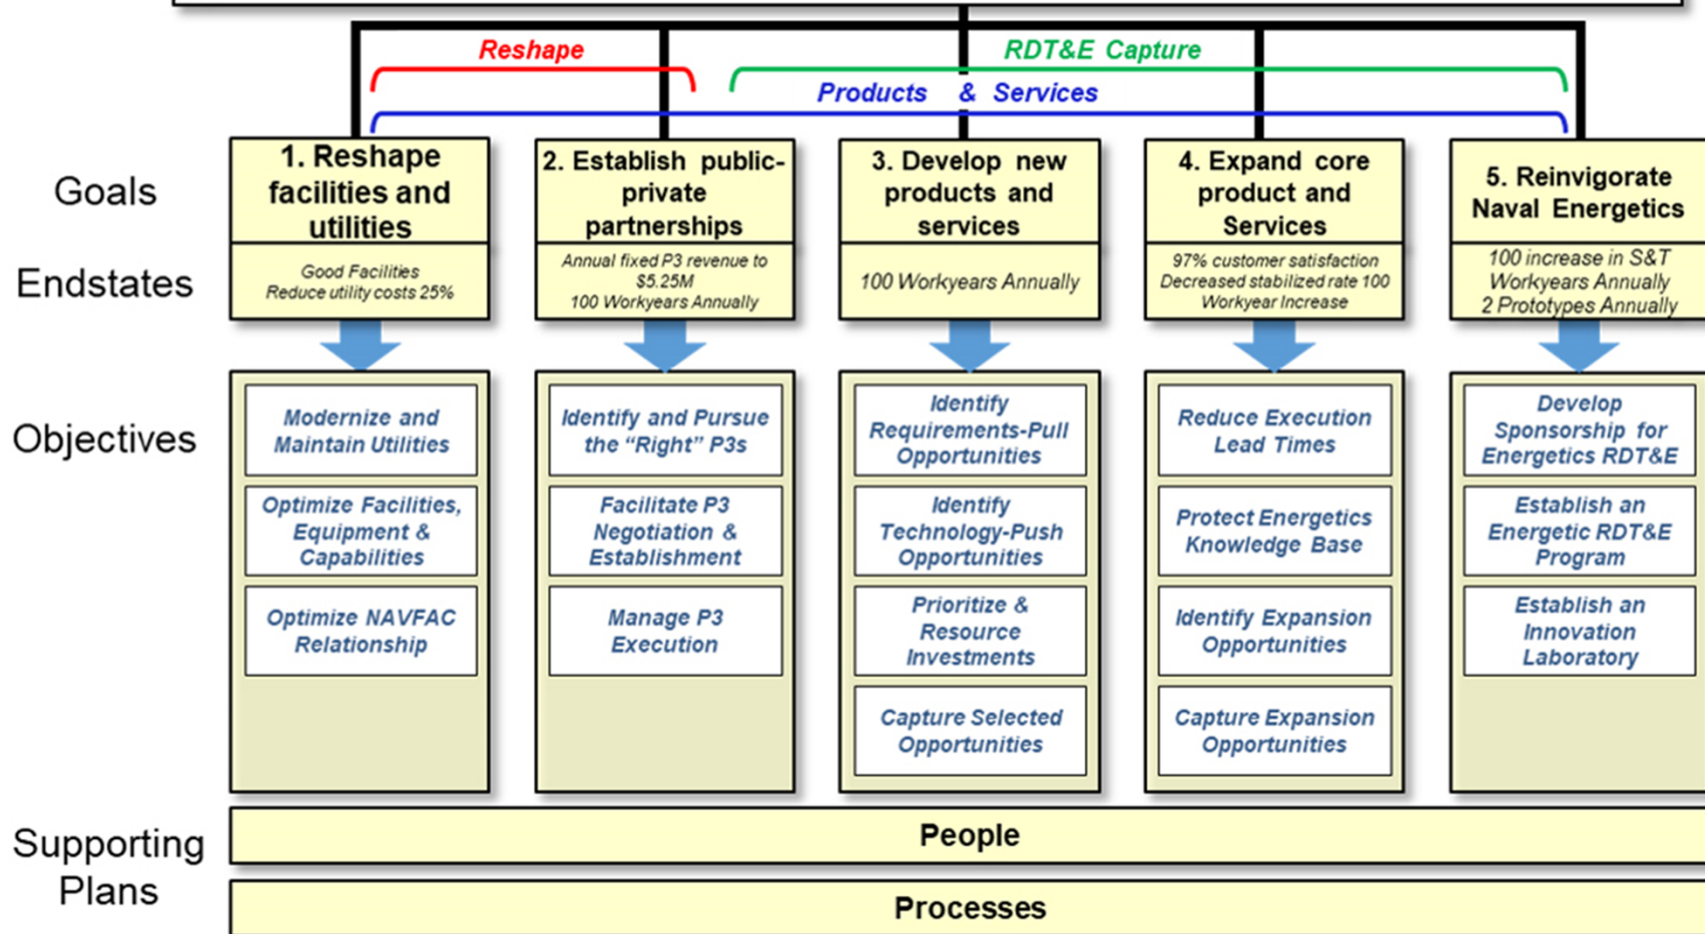 Reshape
RDT&E Capture
Products & Services
Goals
1. Reshape
facilities and
utilities
2. Establish public-
private
partnerships
3. Develop new
products and
services
4. Expand core
product and
Services
5. Reinvigorate
Naval Energetics
Endstates
Good Facilities
Reduce utility costs 25%
Annual fixed P3 revenue to
$5.25M
100 Workyears Annually
100 Workyears Annually
97% customer satisfaction
Decreased stabilized rate 100
Workyear Increase
100 increase in S&T
Workyears Annually
2 Prototypes Annually
Objectives
Modernize and
Maintain Utilities
Optimize Facilities,
Equipment &
Capabilities
Optimize NAVFAC
Relationship
Identify and Pursue
the “Right” P3s
Facilitate P3
Negotiation &
Establishment
Manage P3
Execution
Identify
Requirements-Pull
Opportunities
Identify
Technology-Push
Opportunities
Prioritize &
Resource
Investments
Capture Selected
Opportunities
Reduce Execution
Lead Times
Protect Energetics
Knowledge Base
Identify Expansion
Opportunities
Capture Expansion
Opportunities
Develop
Sponsorship for
Energetics RDT&E
Establish an
Energetic RDT&E
Program
Establish an
Innovation
Laboratory
Supporting
Plans
People
Processes